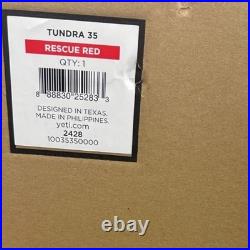 TUNDRA 35
RESCUE RED
QTY: 1
8 88830 25283 3
DESIGNED IN TEXAS.
MADE IN PHILIPPINES.
yeti.com
2428
10035350000